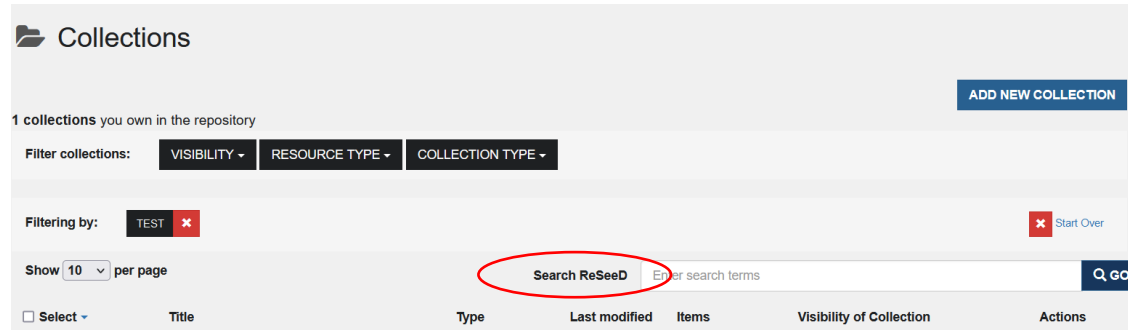 Collections
ADD NEW COLLECTION
1 collections you own in the repository
Filter collections: VISIBILITY RESOURCE TYPE COLLECTION TYPE
Filtering by: TEST Start Over
Show 10 per page Search ReSeeD Enter search terms GO
Select Title Type Last modified Items Visibility of Collection Actions